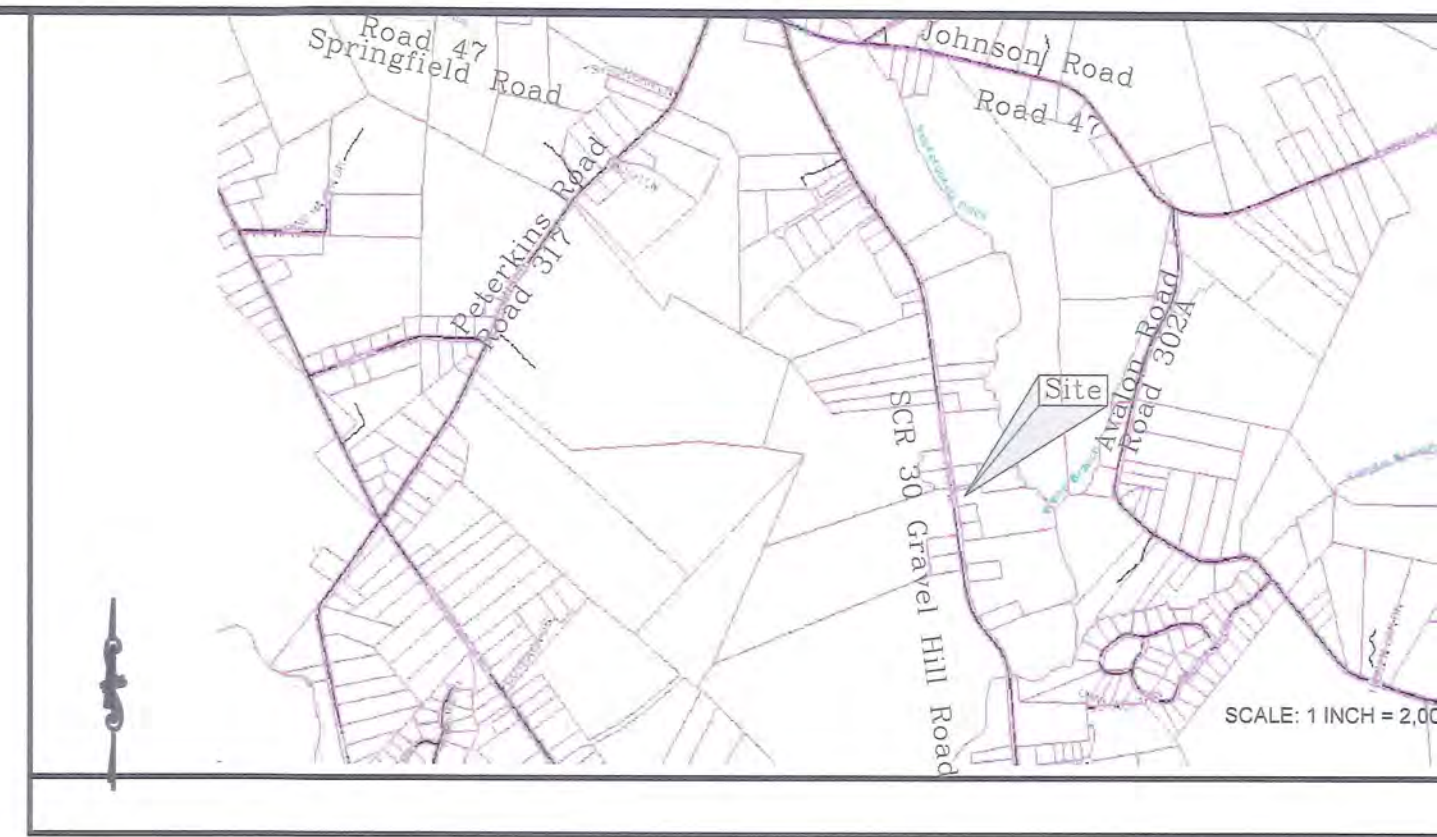 Road 47
Springfield Road
Johnson Road
Road 47
Peterkins Road
Road 317
Site
Avalon Road
Road 302A
SCR 30 Gravel Hill Road
SCALE: 1 INCH = 2,00